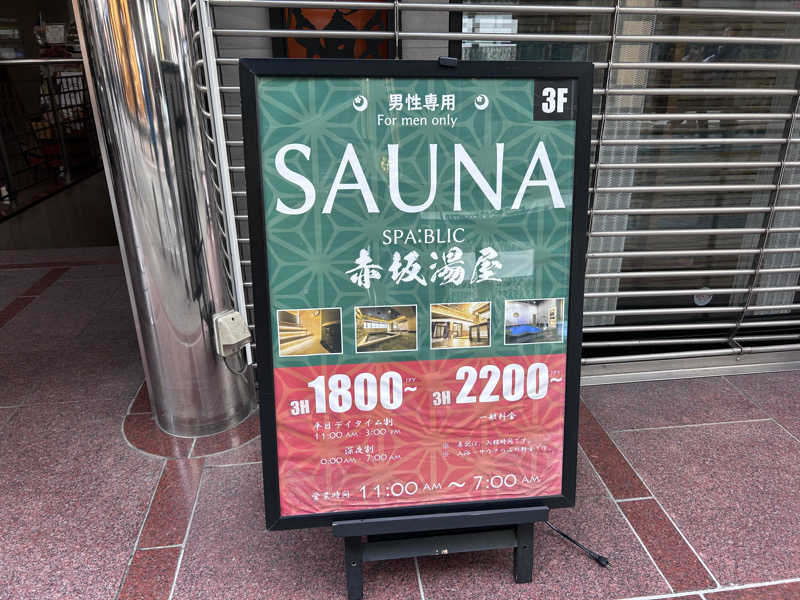 男性専用
3F
For men only
SAUNA
SPA:BLIC
赤坂湯屋
3H 1800~ JPY
平日デイタイム割
11:00 AM 3:00 PM
深夜割
0:00 AM 7:00 AM
3H 2200~ JPY
一般料金
営業時間 11:00 AM ~ 7:00 AM